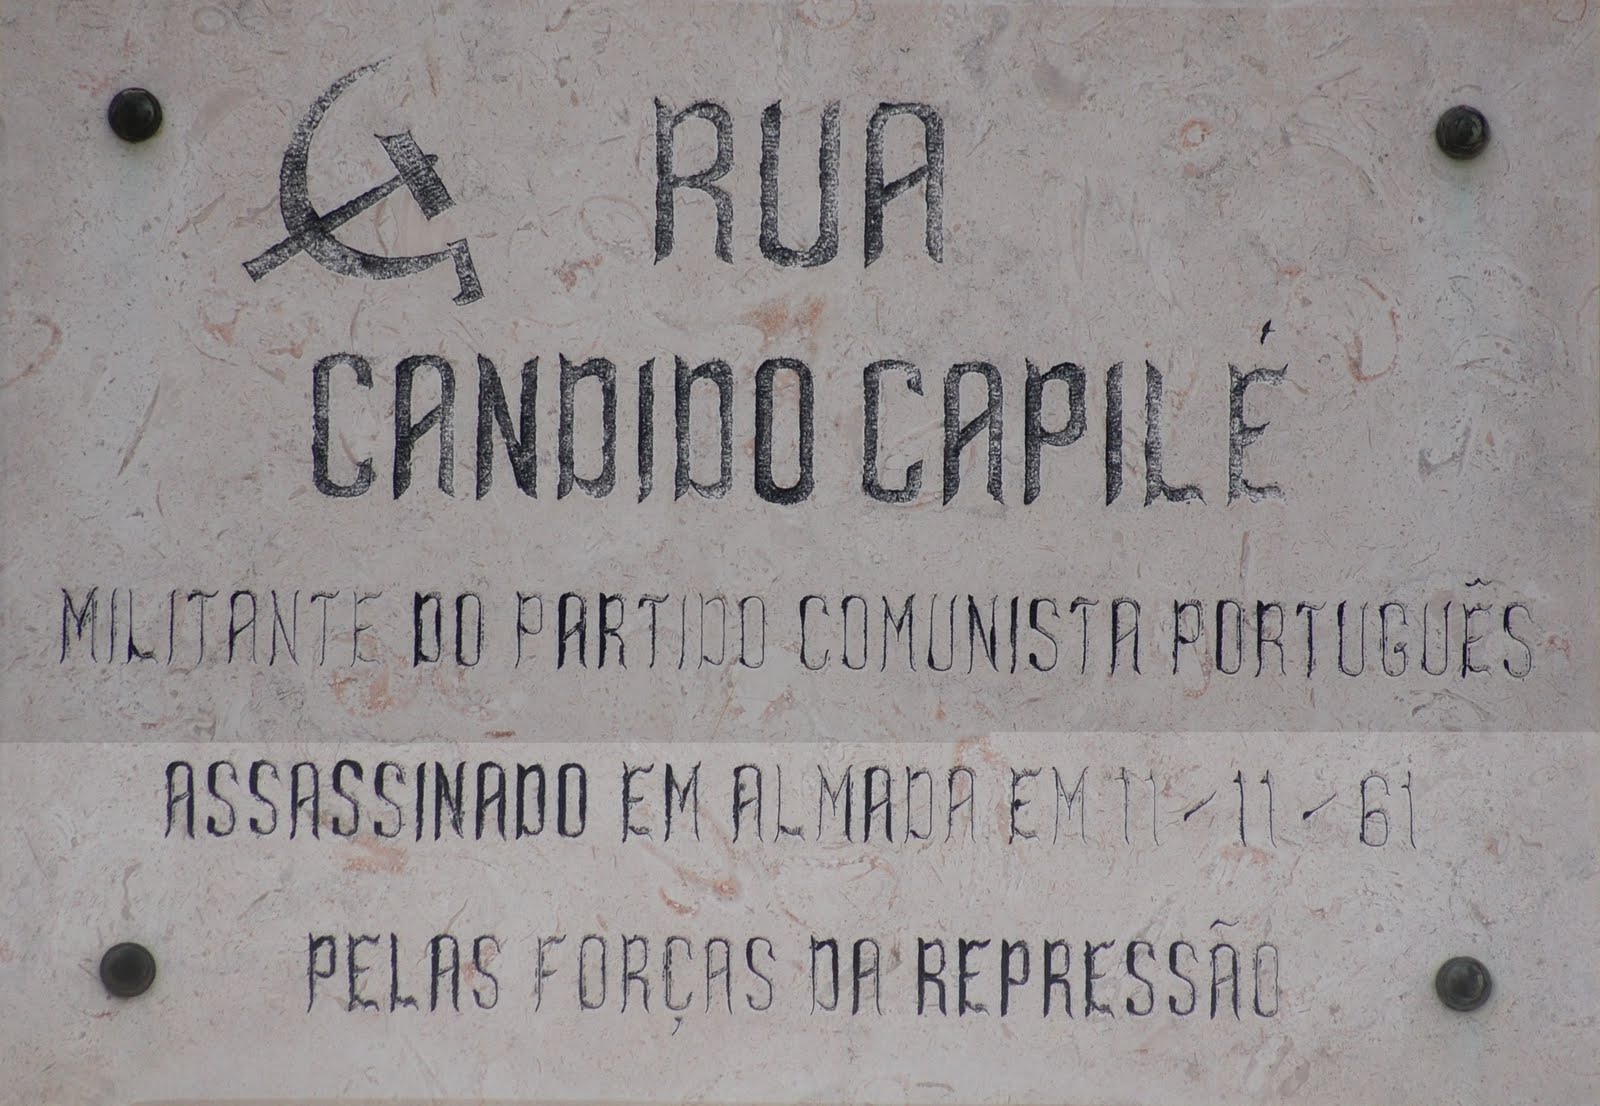 RUA
CANDIDO CAPILÉ
MILITANTE DO PARTIDO COMUNISTA PORTUGUÊS
ASSASSINADO EM ALMADA EM 11-11-61
PELAS FORÇAS DA REPRESSÃO